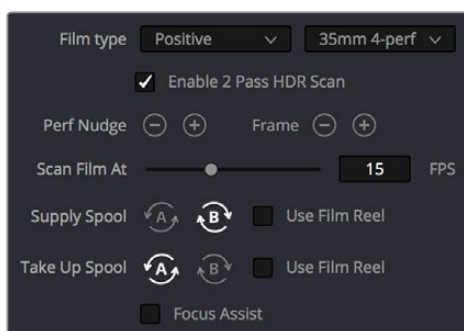 Film type Positive 35mm 4-perf
Enable 2 Pass HDR Scan
Perf Nudge Frame
Scan Film At 15 FPS
Supply Spool A B Use Film Reel
Take Up Spool A B Use Film Reel
Focus Assist